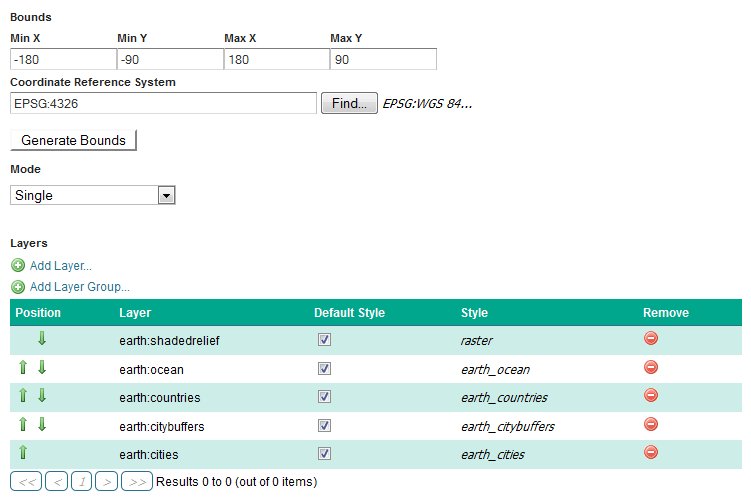 Bounds
Min X Min Y Max X Max Y
-180 -90 180 90
Coordinate Reference System
EPSG:4326 Find... EPSG:WGS 84...
Generate Bounds
Mode
Single
Layers
Add Layer...
Add Layer Group...
Position Layer Default Style Style Remove
earth:shadedrelief raster
earth:ocean earth_ocean
earth:countries earth_countries
earth:citybuffers earth_citybuffers
earth:cities earth_cities
<< < 1 > >> Results 0 to 0 (out of 0 items)